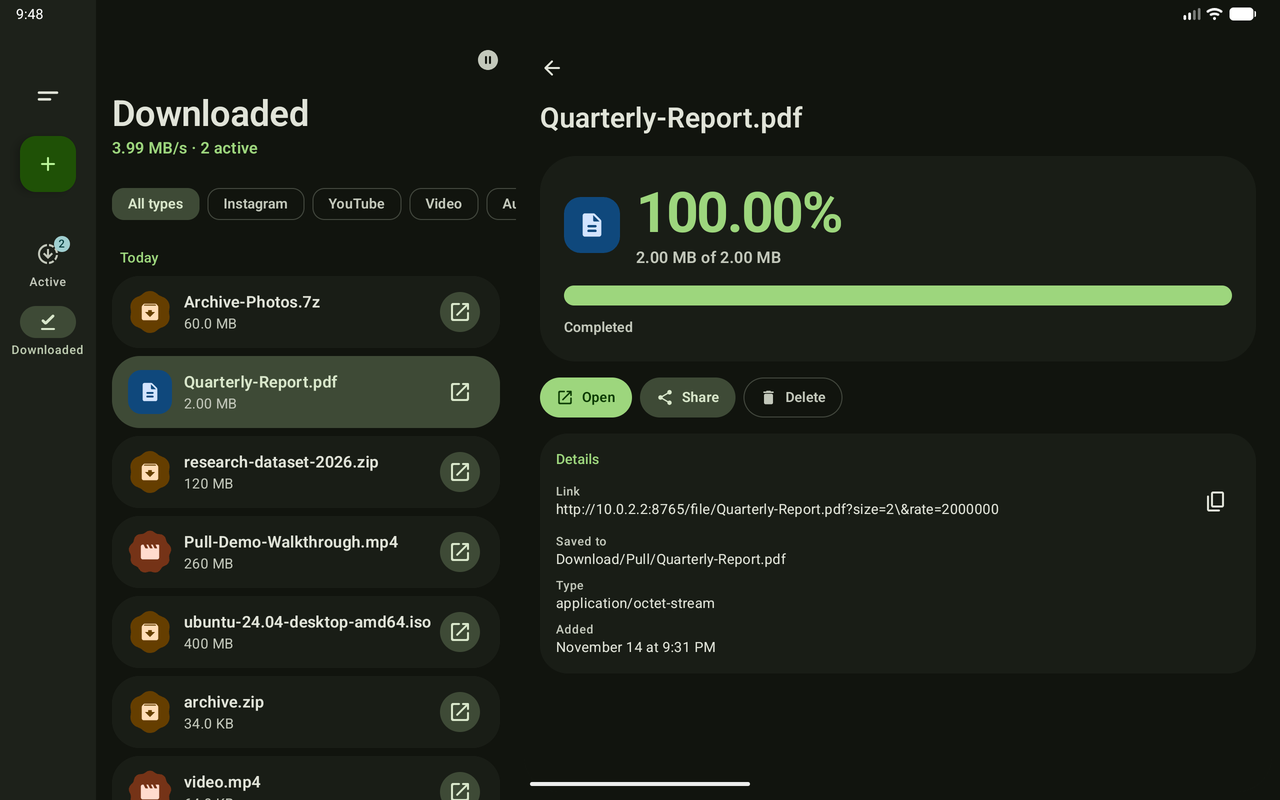 9:48
2
Active
Downloaded
Downloaded
3.99 MB/s · 2 active
All types
Instagram
YouTube
Video
Au
Today
Archive-Photos.7z
60.0 MB
Quarterly-Report.pdf
2.00 MB
research-dataset-2026.zip
120 MB
Pull-Demo-Walkthrough.mp4
260 MB
ubuntu-24.04-desktop-amd64.iso
400 MB
archive.zip
34.0 KB
video.mp4
Quarterly-Report.pdf
100.00%
2.00 MB of 2.00 MB
Completed
Open
Share
Delete
Details
Link
http://10.0.2.2:8765/file/Quarterly-Report.pdf?size=2\&rate=2000000
Saved to
Download/Pull/Quarterly-Report.pdf
Type
application/octet-stream
Added
November 14 at 9:31 PM